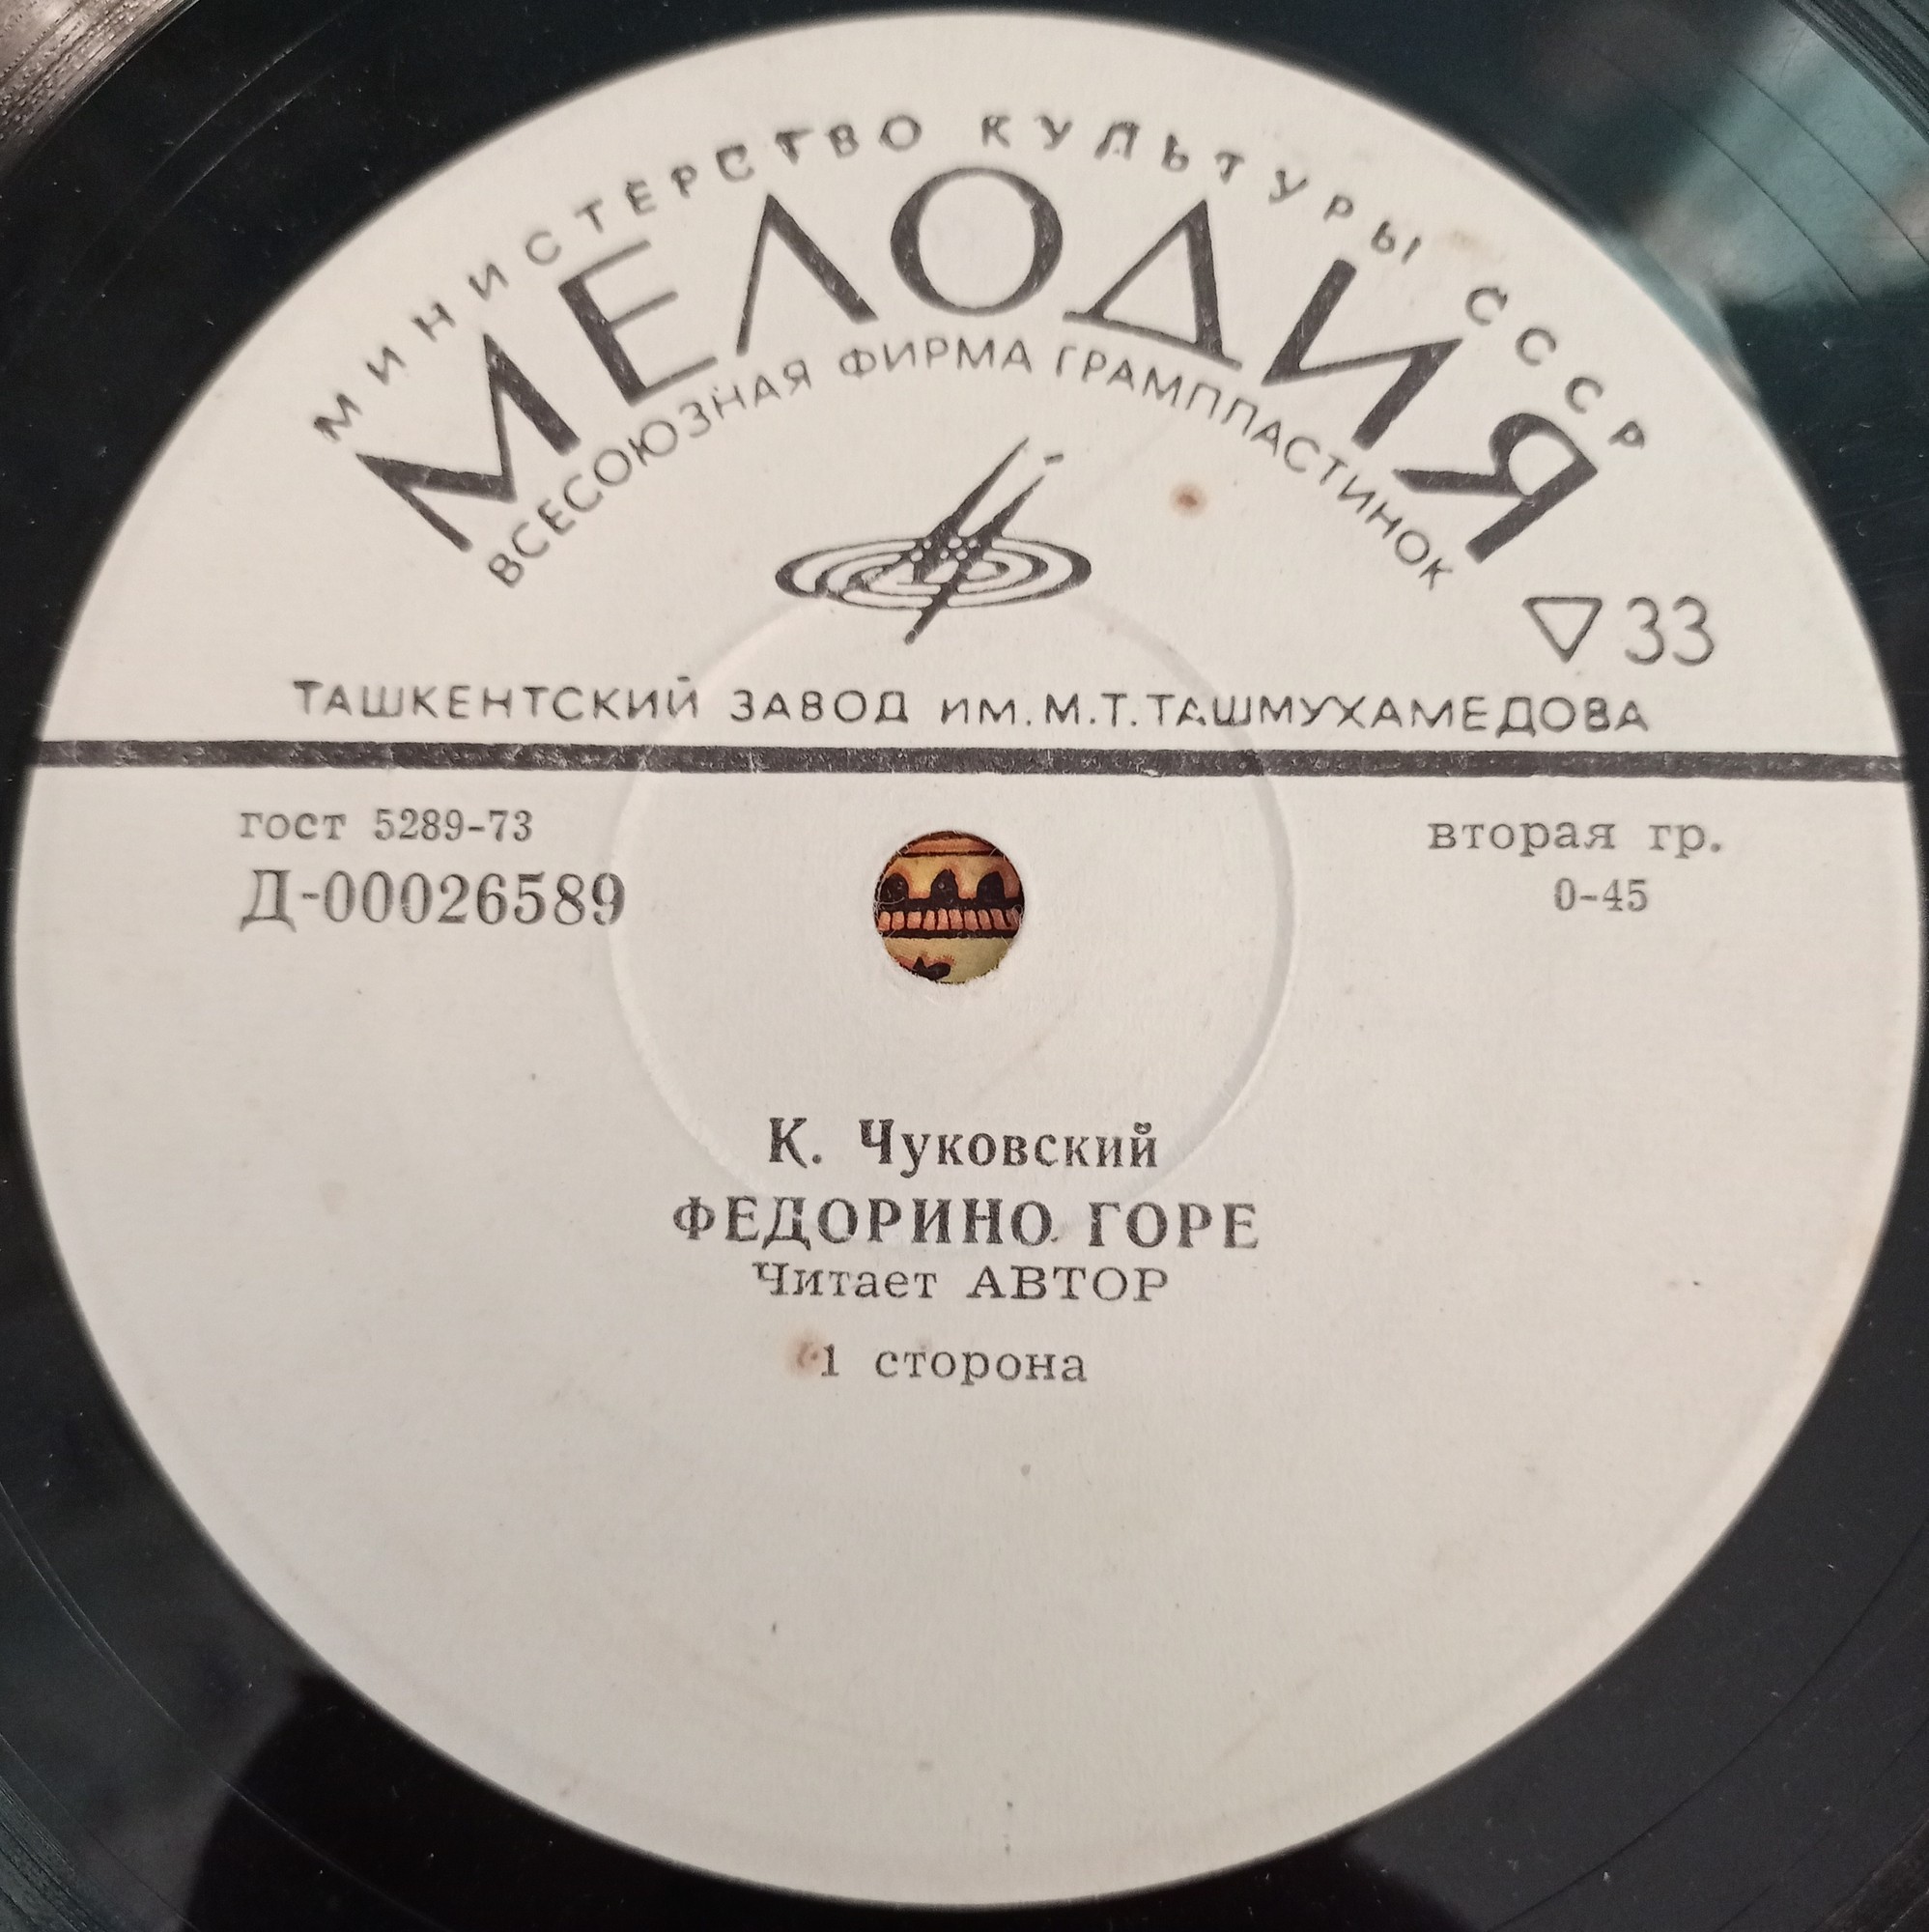 МИНИСТЕРСТВО КУЛЬТУРЫ СССР
МЕЛОДИЯ
ВСЕСОЮЗНАЯ ФИРМА ГРАМПЛАСТИНОК
33
ТАШКЕНТСКИЙ ЗАВОД ИМ. М.Т. ТАШМУХАМЕДОВА
гост 5289-73
вторая гр.
Д-00026589
0-45
К. Чуковский
ФЕДОРИНО ГОРЕ
Читает АВТОР
1 сторона